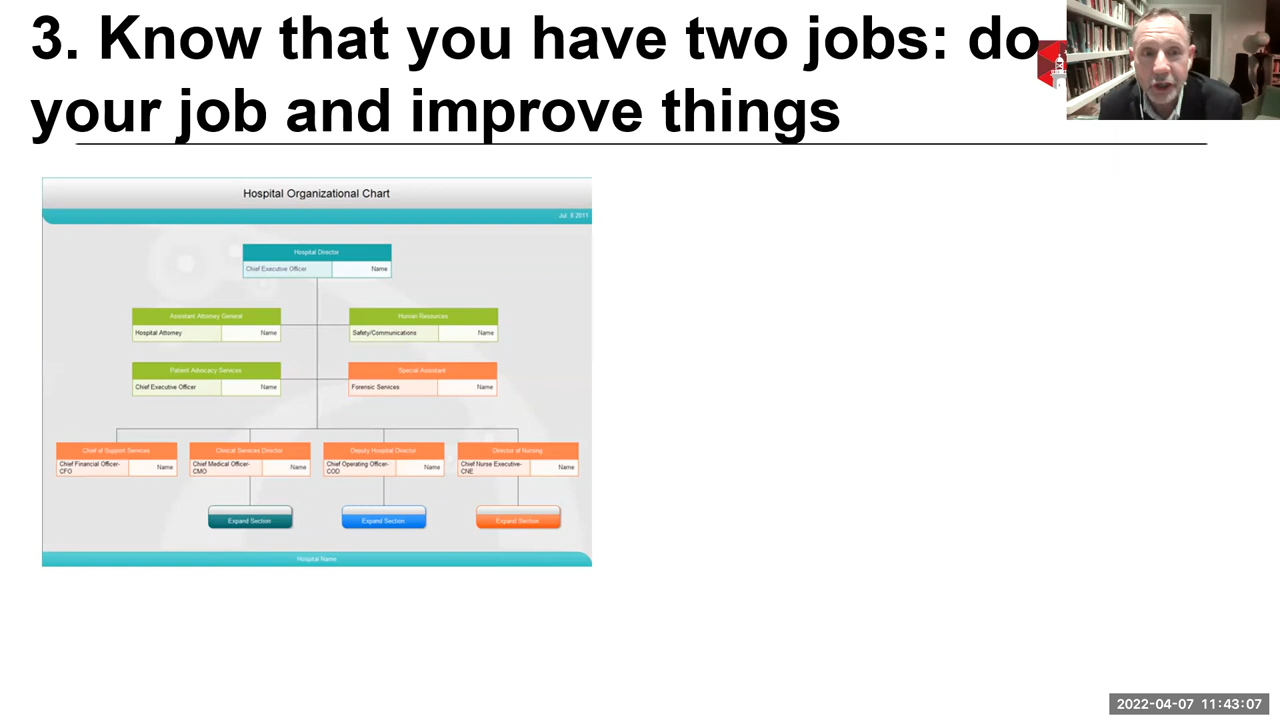 3. Know that you have two jobs: do
your job and improve things
Hospital Organizational Chart
Jul 8 2011
Hospital Director
Chief Executive Officer Name
Assistant Attorney General
Hospital Attorney Name
Human Resources
Safety/Communications Name
Patient Advocacy Services
Chief Executive Officer Name
Special Assistant
Forensic Services Name
Chief of Support Services
Chief Financial Officer-
CFO
Name
Clinical Services Director
Chief Medical Officer-
CMO
Name
Deputy Hospital Director
Chief Operating Officer-
COD
Name
Director of Nursing
Chief Nurse Executive-
CNE
Name
Expand Section
Expand Section
Expand Section
Hospital Name
2022-04-07 11:43:07